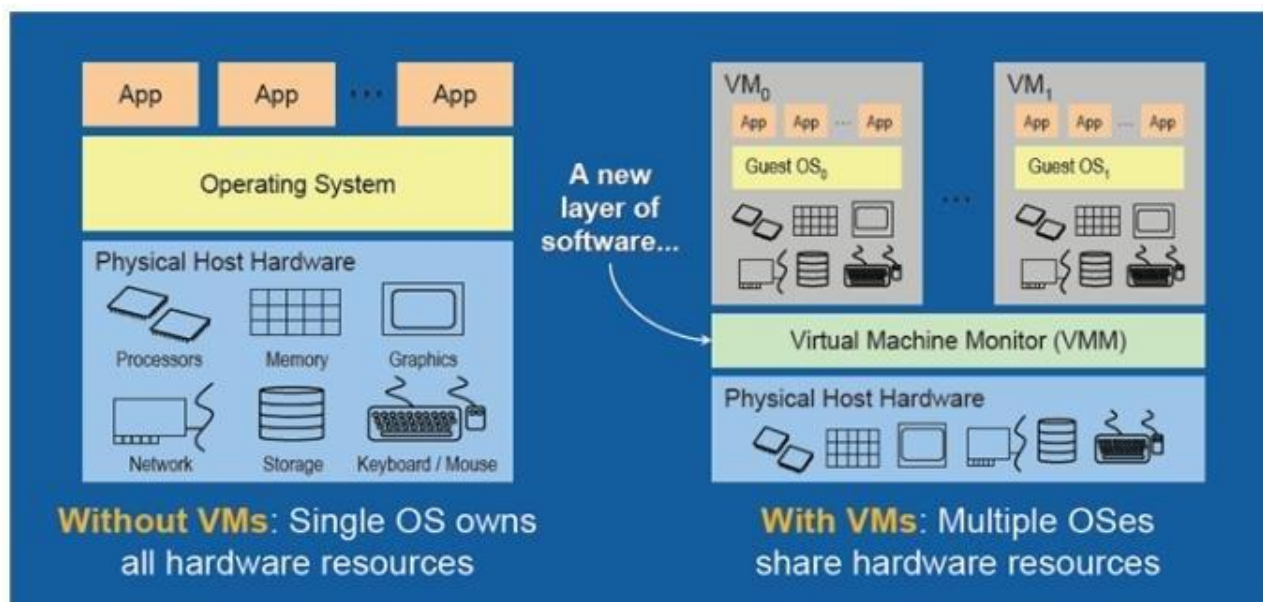 App App ... App
Operating System
Physical Host Hardware
Processors Memory Graphics
Network Storage Keyboard / Mouse
Without VMs: Single OS owns
all hardware resources
A new
layer of
software...
VM₀
App App ... App
Guest OS₀
...
VM₁
App App ... App
Guest OS₁
Virtual Machine Monitor (VMM)
Physical Host Hardware
With VMs: Multiple OSes
share hardware resources